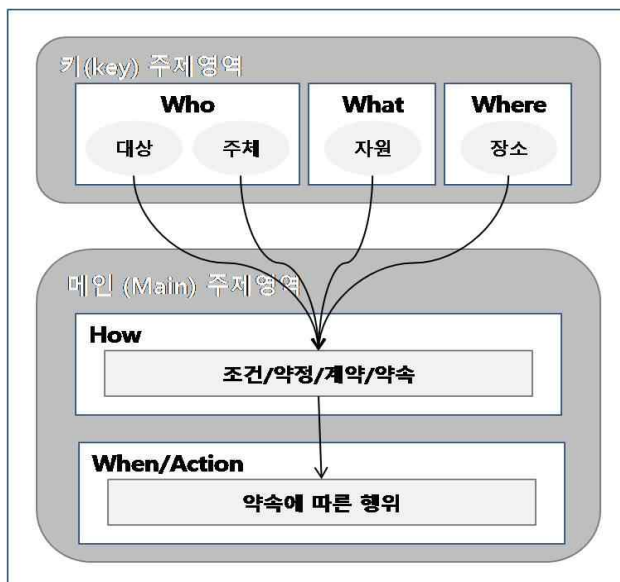 키(key) 주제영역
Who What Where
대상 주체 자원 장소
메인 (Main) 주제영역
How
조건/약정/계약/약속
When/Action
약속에 따른 행위